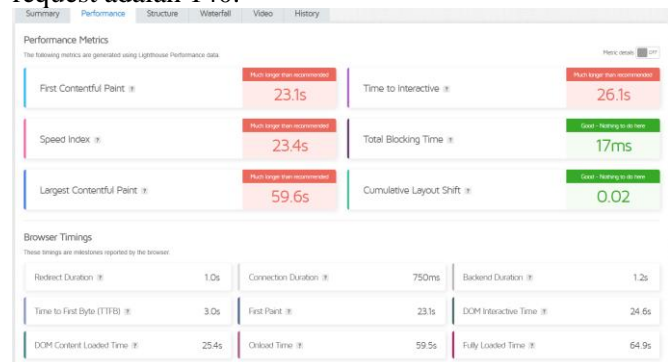 request adalah 140.
Summary Performance Structure Waterfall Video History
Performance Metrics
The following metrics are generated using Lighthouse Performance data.
Metric details OFF
Much longer than recommended
First Contentful Paint ?
23.1s
Much longer than recommended
Time to Interactive ?
26.1s
Much longer than recommended
Speed Index ?
23.4s
Good - Nothing to do here
Total Blocking Time ?
17ms
Much longer than recommended
Largest Contentful Paint ?
59.6s
Good - Nothing to do here
Cumulative Layout Shift ?
0.02
Browser Timings
These timings are milestones reported by the browser.
Redirect Duration ? 1.0s Connection Duration ? 750ms Backend Duration ? 1.2s
Time to First Byte (TTFB) ? 3.0s First Paint ? 23.1s DOM Interactive Time ? 24.6s
DOM Content Loaded Time ? 25.4s Onload Time ? 59.5s Fully Loaded Time ? 64.9s